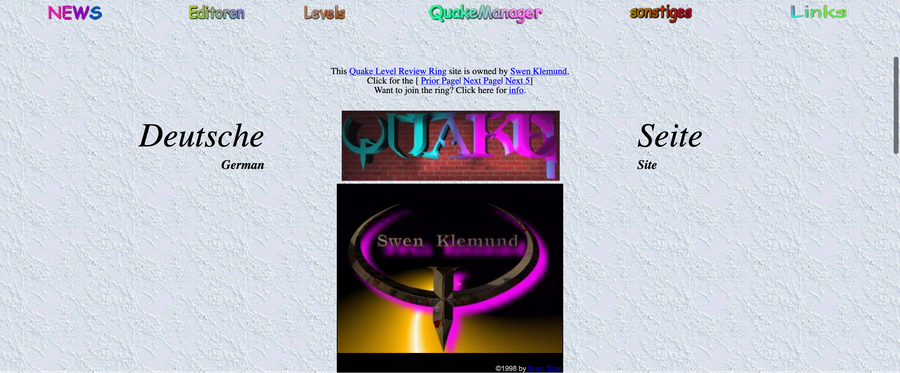 NEWS Editoren Levels QuakeManager sonstiges Links
This Quake Level Review Ring site is owned by Swen Klemund.
Click for the [ Prior Page| Next Page| Next 5]
Want to join the ring? Click here for info.
QUAKE
Deutsche Seite
German Site
Swen Klemund
©1998 by